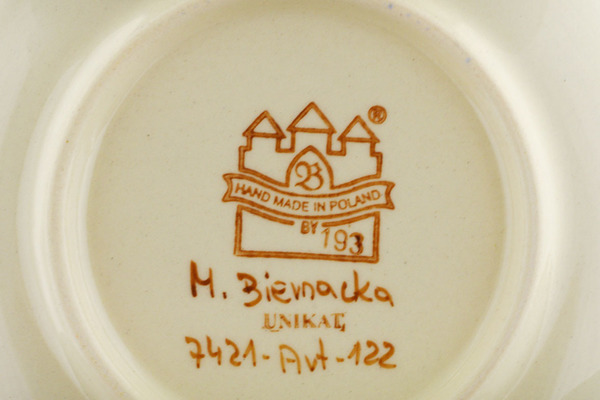 ®
B
HAND MADE IN POLAND
BY 193
M. Biernacka
UNIKAT
7421-Art-122